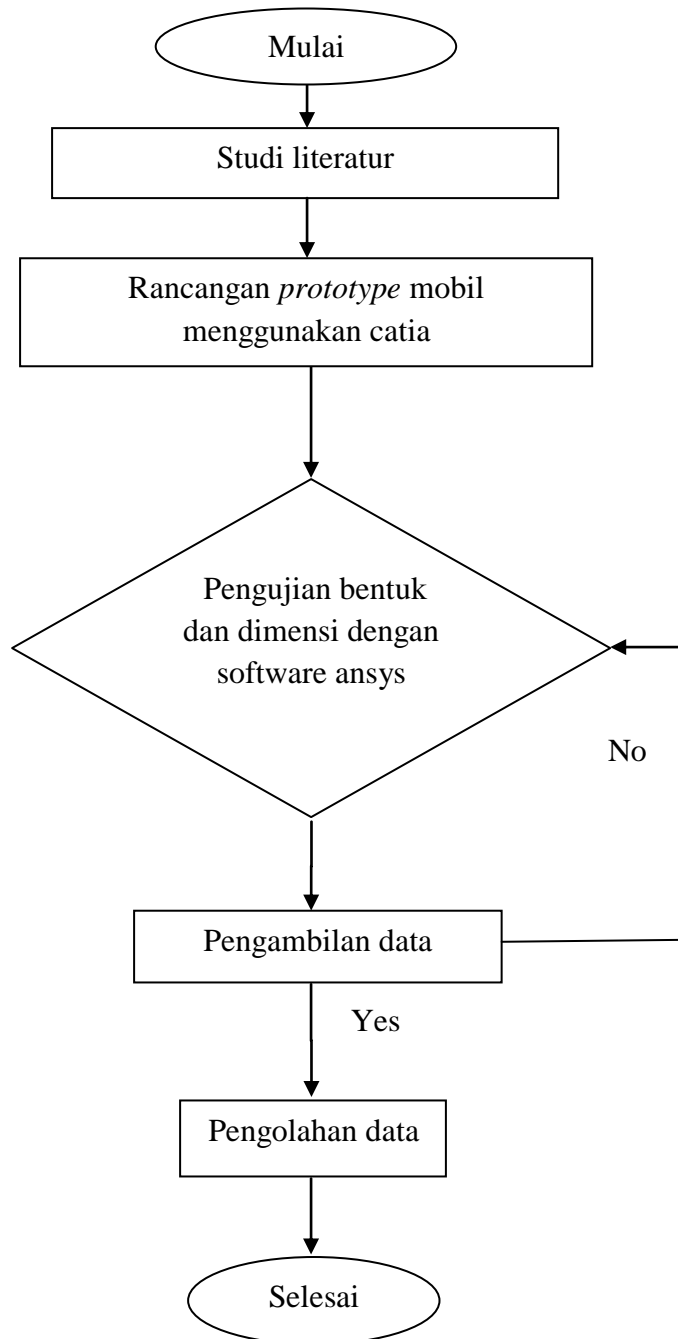 Mulai
Studi literatur
Rancangan prototype mobil
menggunakan catia
Pengujian bentuk
dan dimensi dengan
software ansys
No
Pengambilan data
Yes
Pengolahan data
Selesai